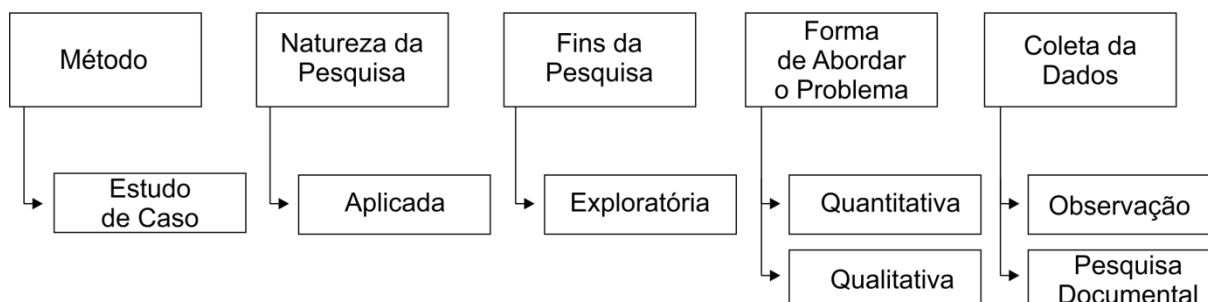 Método
Natureza da
Pesquisa
Fins da
Pesquisa
Forma
de Abordar
o Problema
Coleta da
Dados
Estudo
de Caso
Aplicada
Exploratória
Quantitativa
Observação
Qualitativa
Pesquisa
Documental